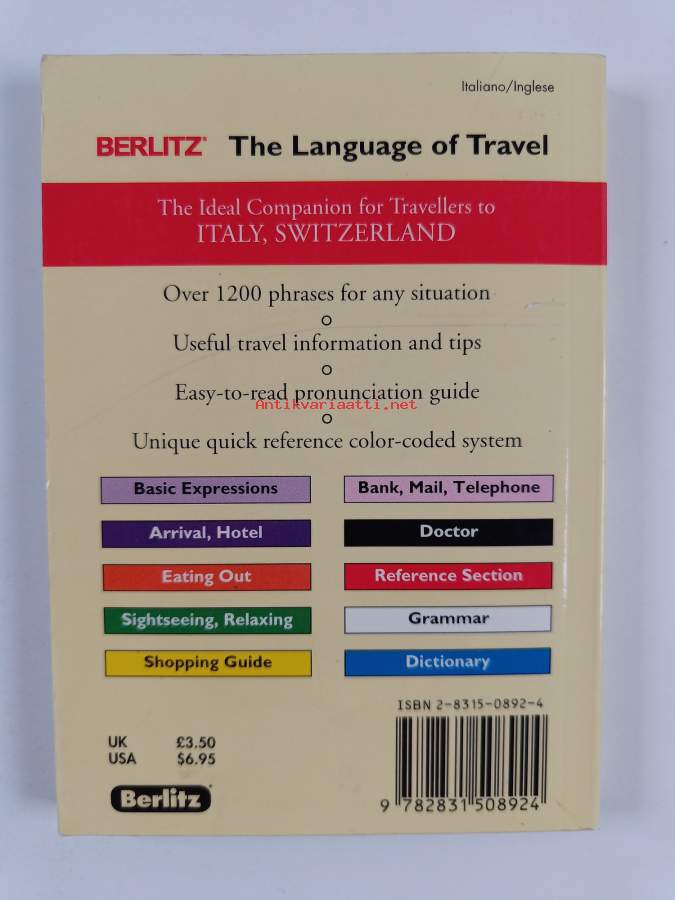 Italiano/Inglese
BERLITZ® The Language of Travel
The Ideal Companion for Travellers to
ITALY, SWITZERLAND
Over 1200 phrases for any situation
Useful travel information and tips
Easy-to-read pronunciation guide
Antikvariaatti.net
Unique quick reference color-coded system
Basic Expressions
Bank, Mail, Telephone
Arrival, Hotel
Doctor
Eating Out
Reference Section
Sightseeing, Relaxing
Grammar
Shopping Guide
Dictionary
ISBN 2-8315-0892-4
UK £3.50
USA $6.95
Berlitz®
9 782831 508924